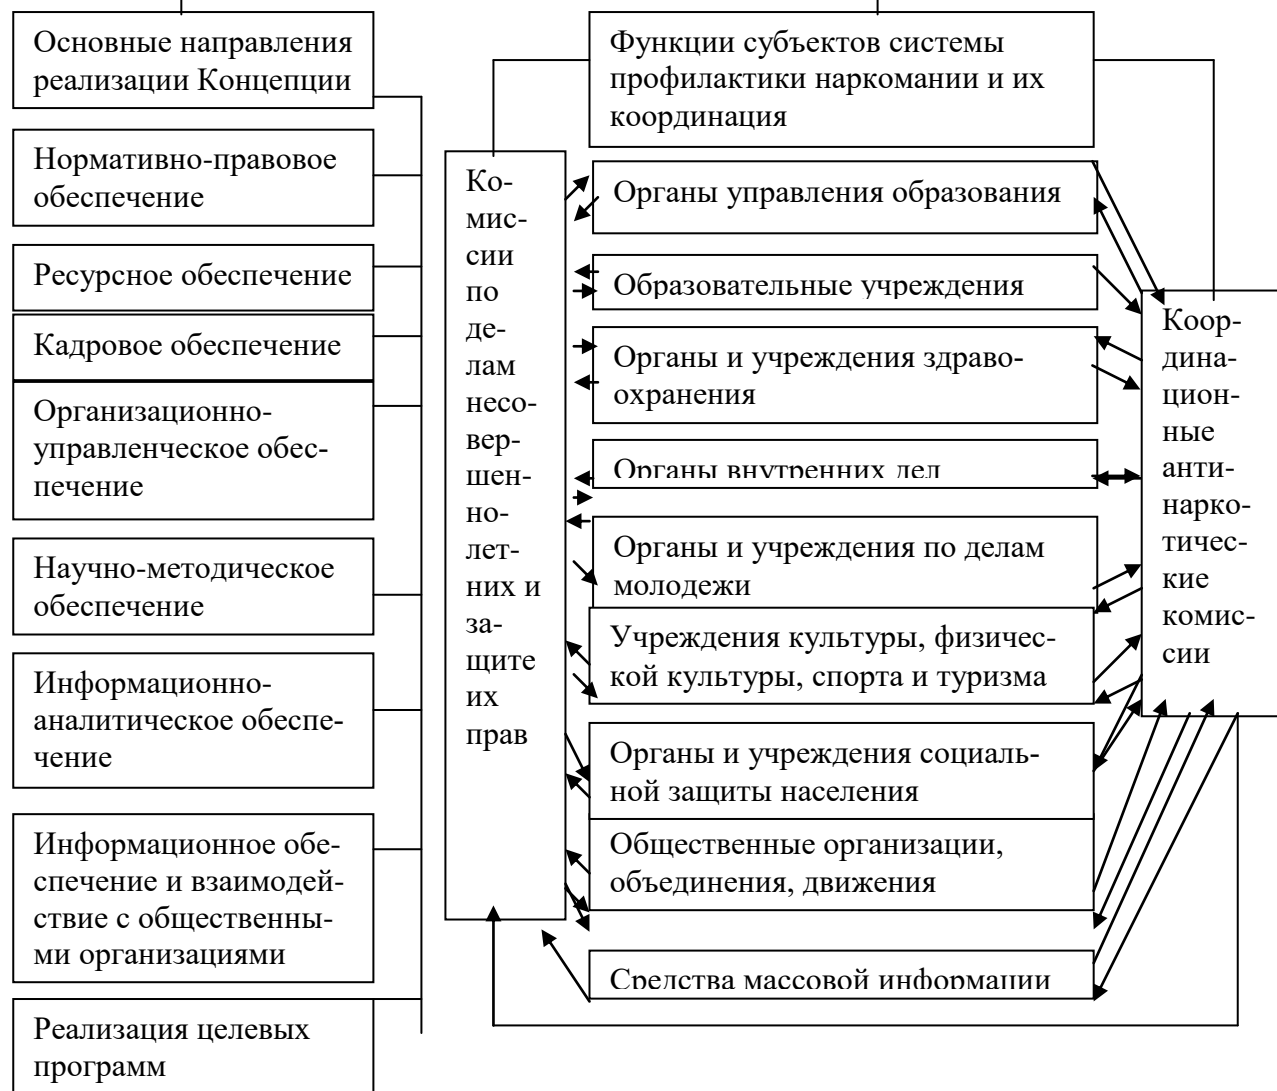 Основные направления
реализации Концепции
Нормативно-правовое
обеспечение
Ресурсное обеспечение
Кадровое обеспечение
Организационно-
управленческое обес-
печение
Научно-методическое
обеспечение
Информационно-
аналитическое обеспе-
чение
Информационное обе-
спечение и взаимодей-
ствие с общественны-
ми организациями
Реализация целевых
программ
Функции субъектов системы
профилактики наркомании и их
координация
Ко-
мис-
сии
по
де-
лам
несо-
вер-
шен-
но-
лет-
них и
за-
щите
их
прав
Органы управления образования
Образовательные учреждения
Органы и учреждения здраво-
охранения
Органы внутренних дел
Органы и учреждения по делам
молодежи
Учреждения культуры, физичес-
кой культуры, спорта и туризма
Органы и учреждения социаль-
ной защиты населения
Общественные организации,
объединения, движения
Средства массовой информации
Коор-
дина-
цион-
ные
анти-
нарко-
тичес-
кие
комис-
сии